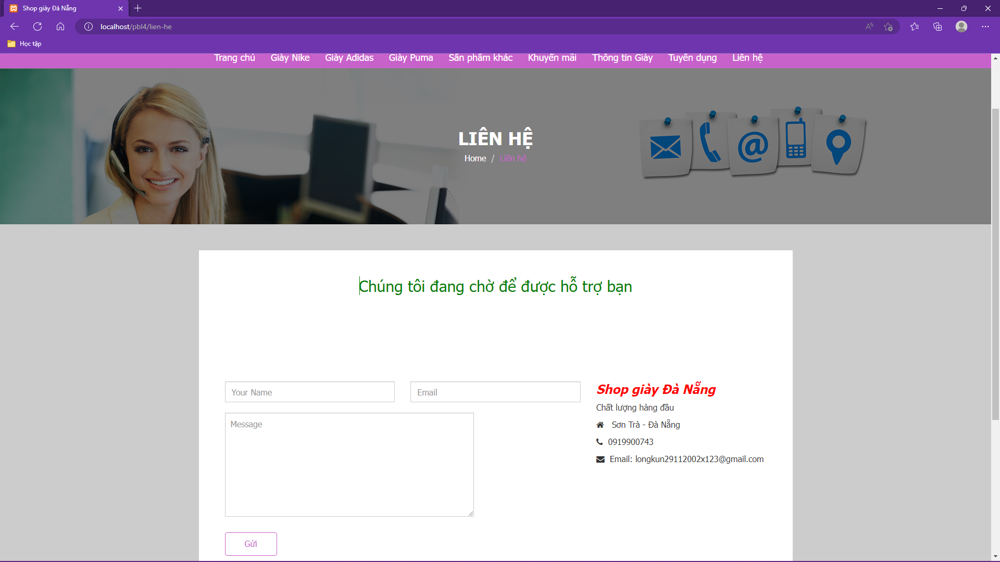 Shop giày Đà Nẵng
localhost/pbl4/lien-he
Học tập
Trang chủ Giày Nike Giày Adidas Giày Puma Sản phẩm khác Khuyến mãi Thông tin Giày Tuyển dụng Liên hệ
LIÊN HỆ
Home / Liên hệ
Chúng tôi đang chờ để được hỗ trợ bạn
Your Name
Email
Message
Gửi
Shop giày Đà Nẵng
Chất lượng hàng đầu
Sơn Trà - Đà Nẵng
0919900743
Email: longkun29112002x123@gmail.com